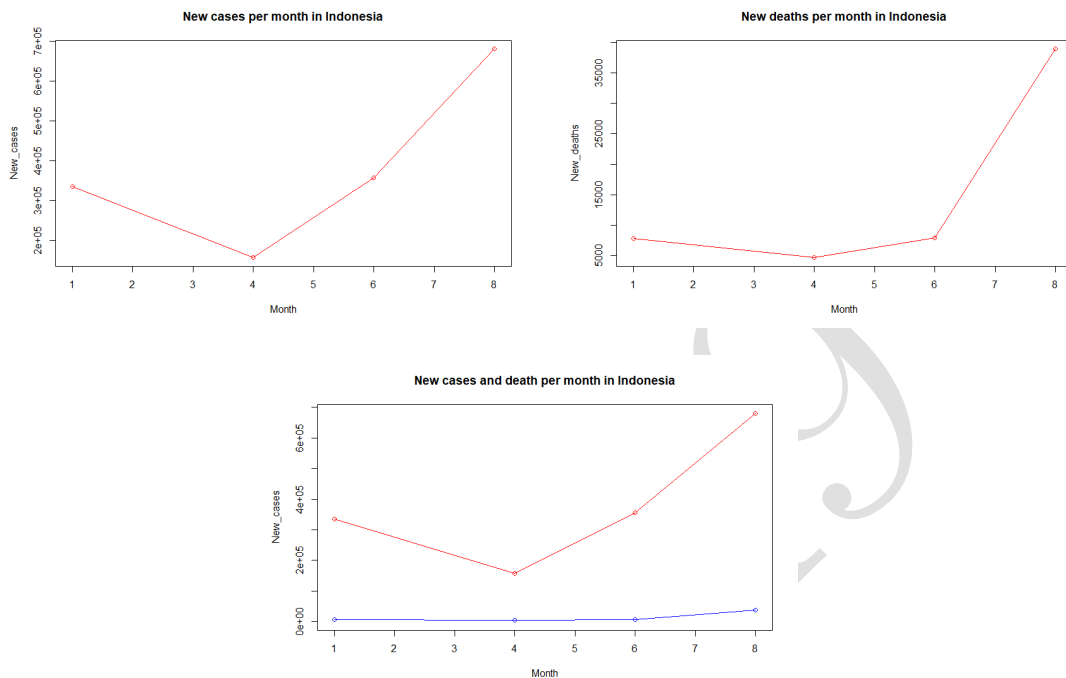 New cases per month in Indonesia
New_cases
7e+05
6e+05
5e+05
4e+05
3e+05
2e+05
1 2 3 4 5 6 7 8
Month
New deaths per month in Indonesia
New_deaths
35000
25000
15000
5000
1 2 3 4 5 6 7 8
Month
New cases and death per month in Indonesia
New_cases
6e+05
4e+05
2e+05
0e+00
1 2 3 4 5 6 7 8
Month